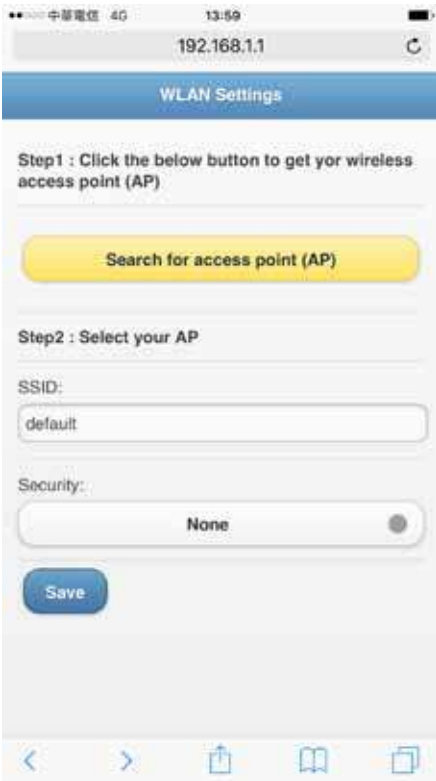 中華電信 4G 13:59
192.168.1.1
WLAN Settings
Step1 : Click the below button to get yor wireless
access point (AP)
Search for access point (AP)
Step2 : Select your AP
SSID:
default
Security:
None
Save